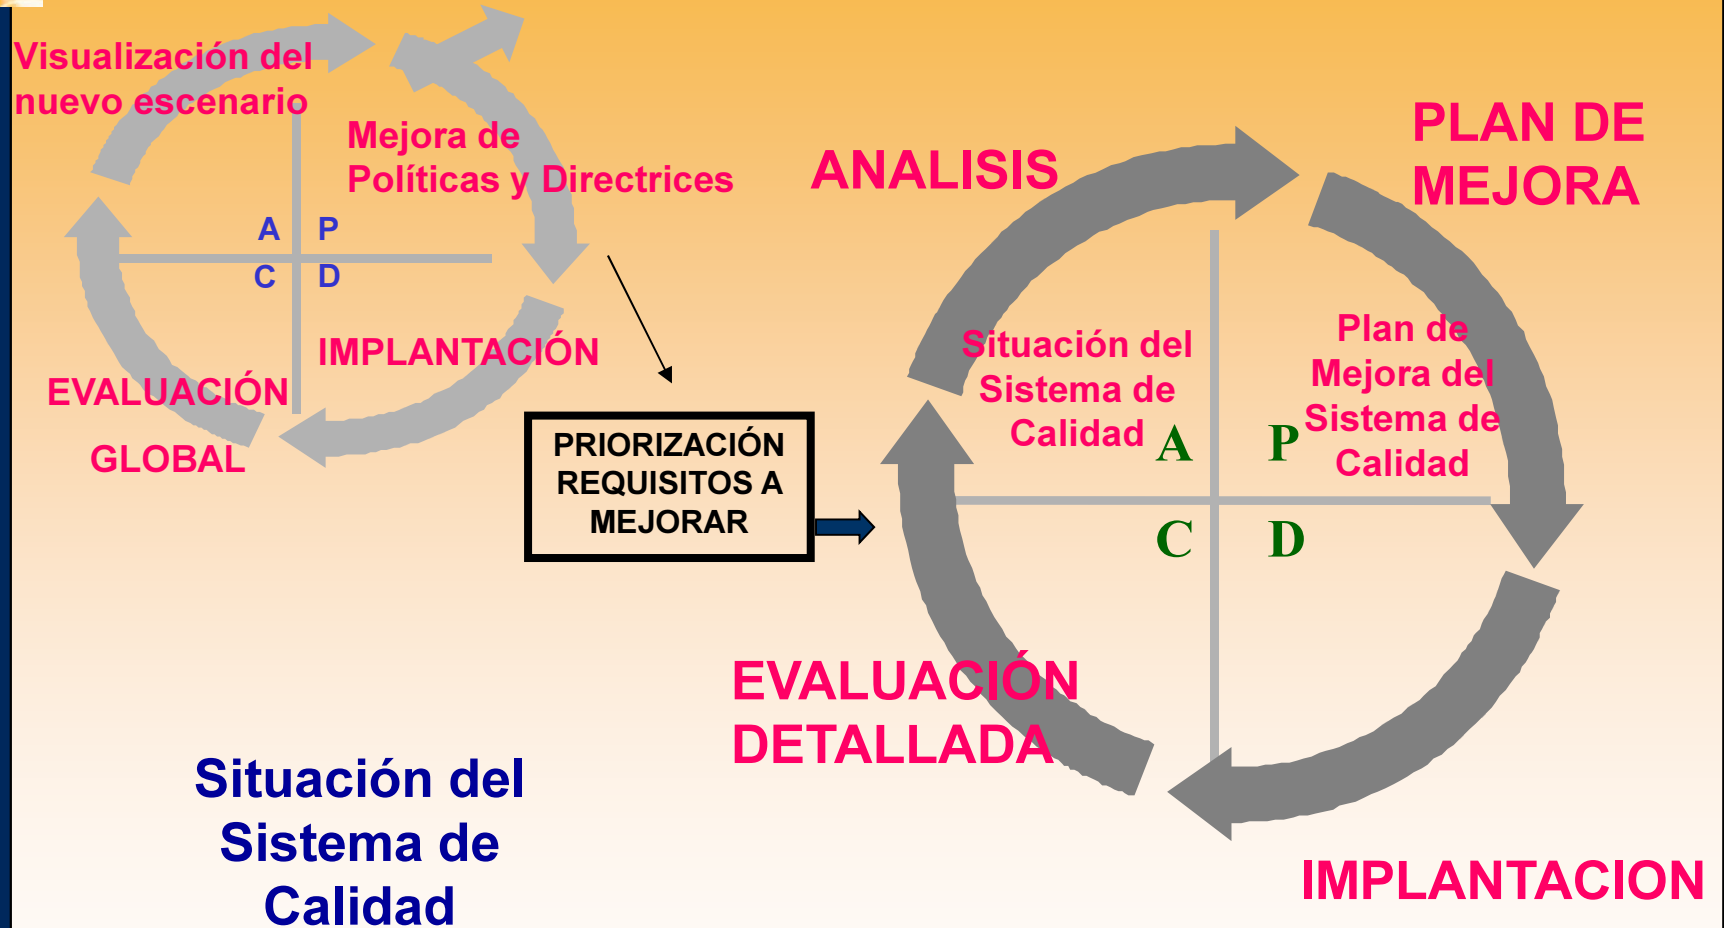 Visualización del
nuevo escenario
Mejora de
Políticas y Directrices
A P
C D
IMPLANTACIÓN
EVALUACIÓN
GLOBAL
PRIORIZACIÓN
REQUISITOS A
MEJORAR
ANALISIS
PLAN DE
MEJORA
Situación del
Sistema de
Calidad
Plan de
Mejora del
Sistema de
Calidad
A P
C D
EVALUACIÓN
DETALLADA
IMPLANTACION
Situación del
Sistema de
Calidad